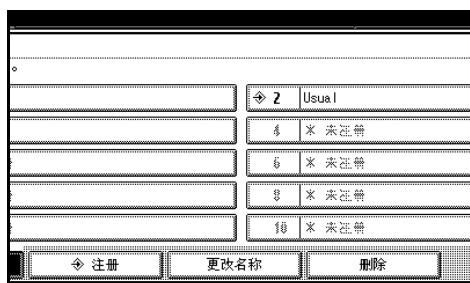 。
2 Usual
4 * 未注册
6 * 未注册
8 * 未注册
10 * 未注册
注册 更改名称 删除